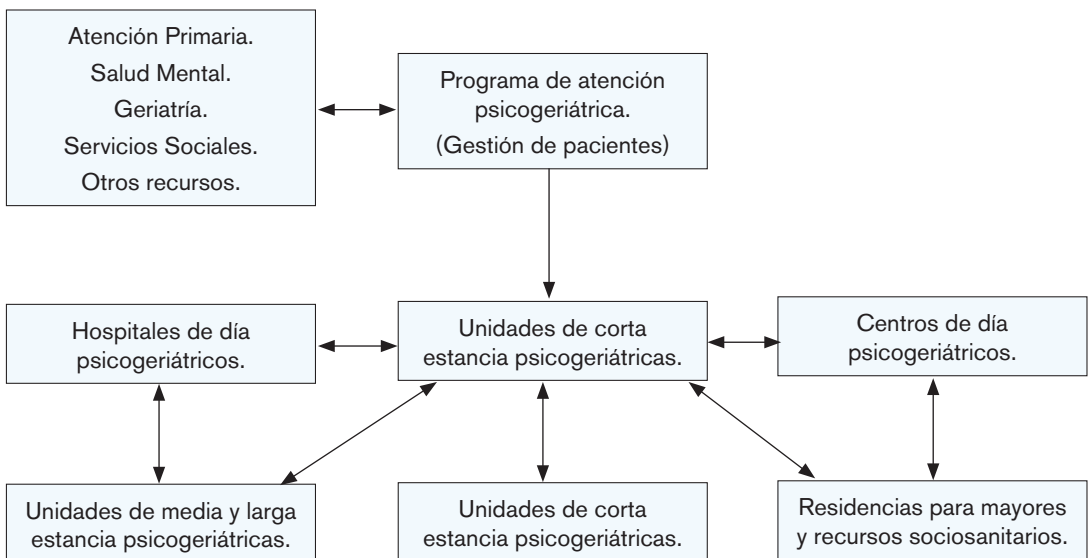 Atención Primaria.
Salud Mental.
Geriatría.
Servicios Sociales.
Otros recursos.
Programa de atención
psicogeriátrica.
(Gestión de pacientes)
Hospitales de día
psicogeriátricos.
Unidades de corta
estancia psicogeriátricas.
Centros de día
psicogeriátricos.
Unidades de media y larga
estancia psicogeriátricas.
Unidades de corta
estancia psicogeriátricas.
Residencias para mayores
y recursos sociosanitarios.